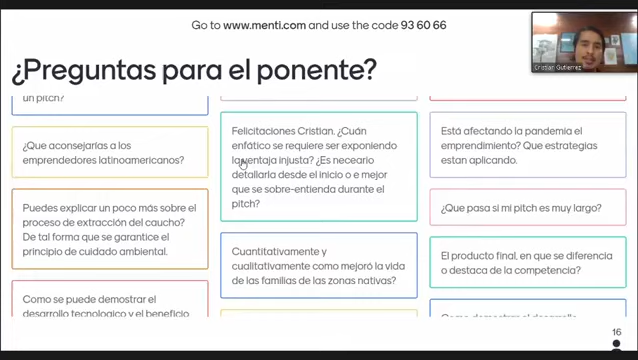 Go to www.menti.com and use the code 93 60 66
Cristian Gutierrez
¿Preguntas para el ponente?
un pitch?
¿Que aconsejarías a los
emprendedores latinoamericanos?
Puedes explicar un poco más sobre el
proceso de extracción del caucho?
De tal forma que se garantice el
principio de cuidado ambiental.
Como se puede demostrar el
desarrollo tecnologico y el beneficio
Felicitaciones Cristian. ¿Cuán
enfático se requiere ser exponiendo
la ventaja injusta? ¿Es neceario
detallarla desde el inicio o e mejor
que se sobre-entienda durante el
pitch?
Cuantitativamente y
cualitativamente como mejoró la vida
de las familias de las zonas nativas?
Está afectando la pandemia el
emprendimiento? Que estrategias
estan aplicando.
¿Que pasa si mi pitch es muy largo?
El producto final, en que se diferencia
o destaca de la competencia?
Como demostrar el desarrollo
16